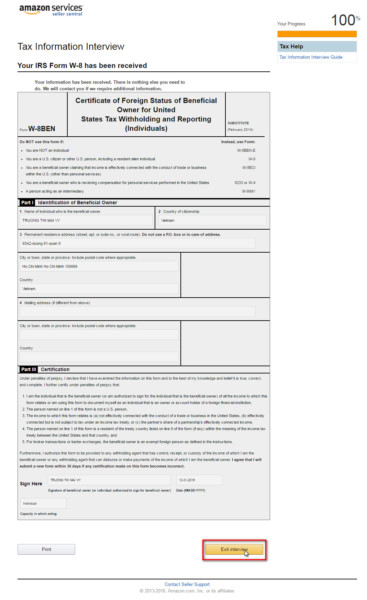 amazon services
seller central
Your Progress 100%
Tax Help
Tax Information Interview Guide
Tax Information Interview
Your IRS Form W-8 has been received
Your information has been received. There is nothing else you need to
do. We will contact you if we require additional information.
Form W-8BEN
Certificate of Foreign Status of Beneficial
Owner for United
States Tax Withholding and Reporting
(Individuals)
SUBSTITUTE
(February 2014)
Do NOT use this form if: Instead, use Form:
• You are NOT an individual W-8BEN-E
• You are a U.S. citizen or other U.S. person, including a resident alien individual W-9
• You are a beneficial owner claiming that income is effectively connected with the conduct of trade or business W-8ECI
within the U.S. (other than personal services)
• You are a beneficial owner who is receiving compensation for personal services performed in the United States 8233 or W-4
• A person acting as an intermediary W-8IMY
Part I Identification of Beneficial Owner
1 Name of individual who is the beneficial owner
2 Country of citizenship
TRUONG THI MAI VY
Vietnam
3 Permanent residence address (street, apt. or suite no., or rural route). Do not use a P.O. box or in-care-of address.
City or town, state or province. Include postal code where appropriate.
Country
Vietnam
4 Mailing address (if different from above)
City or town, state or province. Include postal code where appropriate.
Country
Part III Certification
Under penalties of perjury, I declare that I have examined the information on this form and to the best of my knowledge and belief it is true, correct,
and complete. I further certify under penalties of perjury that:
1. I am the individual that is the beneficial owner (or am authorized to sign for the individual that is the beneficial owner) of all the income to which this
form relates or am using this form to document myself as an individual that is an owner or account holder of a foreign financial institution,
2. The person named on line 1 of this form is not a U.S. person,
3. The income to which this form relates is (a) not effectively connected with the conduct of a trade or business in the United States, (b) effectively
connected but is not subject to tax under an income tax treaty, or (c) the partner's share of a partnership's effectively connected income,
4. The person named on line 1 of this form is a resident of the treaty country listed on line 9 of the form (if any) within the meaning of the income tax
treaty between the United States and that country, and
5. For broker transactions or barter exchanges, the beneficial owner is an exempt foreign person as defined in the instructions.
Furthermore, I authorize this form to be provided to any withholding agent that has control, receipt, or custody of the income of which I am the
beneficial owner or any withholding agent that can disburse or make payments of the income of which I am the beneficial owner. I agree that I will
submit a new form within 30 days if any certification made on this form becomes incorrect.
Sign Here
TRUONG THI MAI VY
Signature of beneficial owner (or individual authorized to sign for beneficial owner) Date (MM-DD-YYYY)
Individual
Capacity in which acting
Print
Exit interview
Contact Seller Support
Amazon.com, Inc. or its affiliates